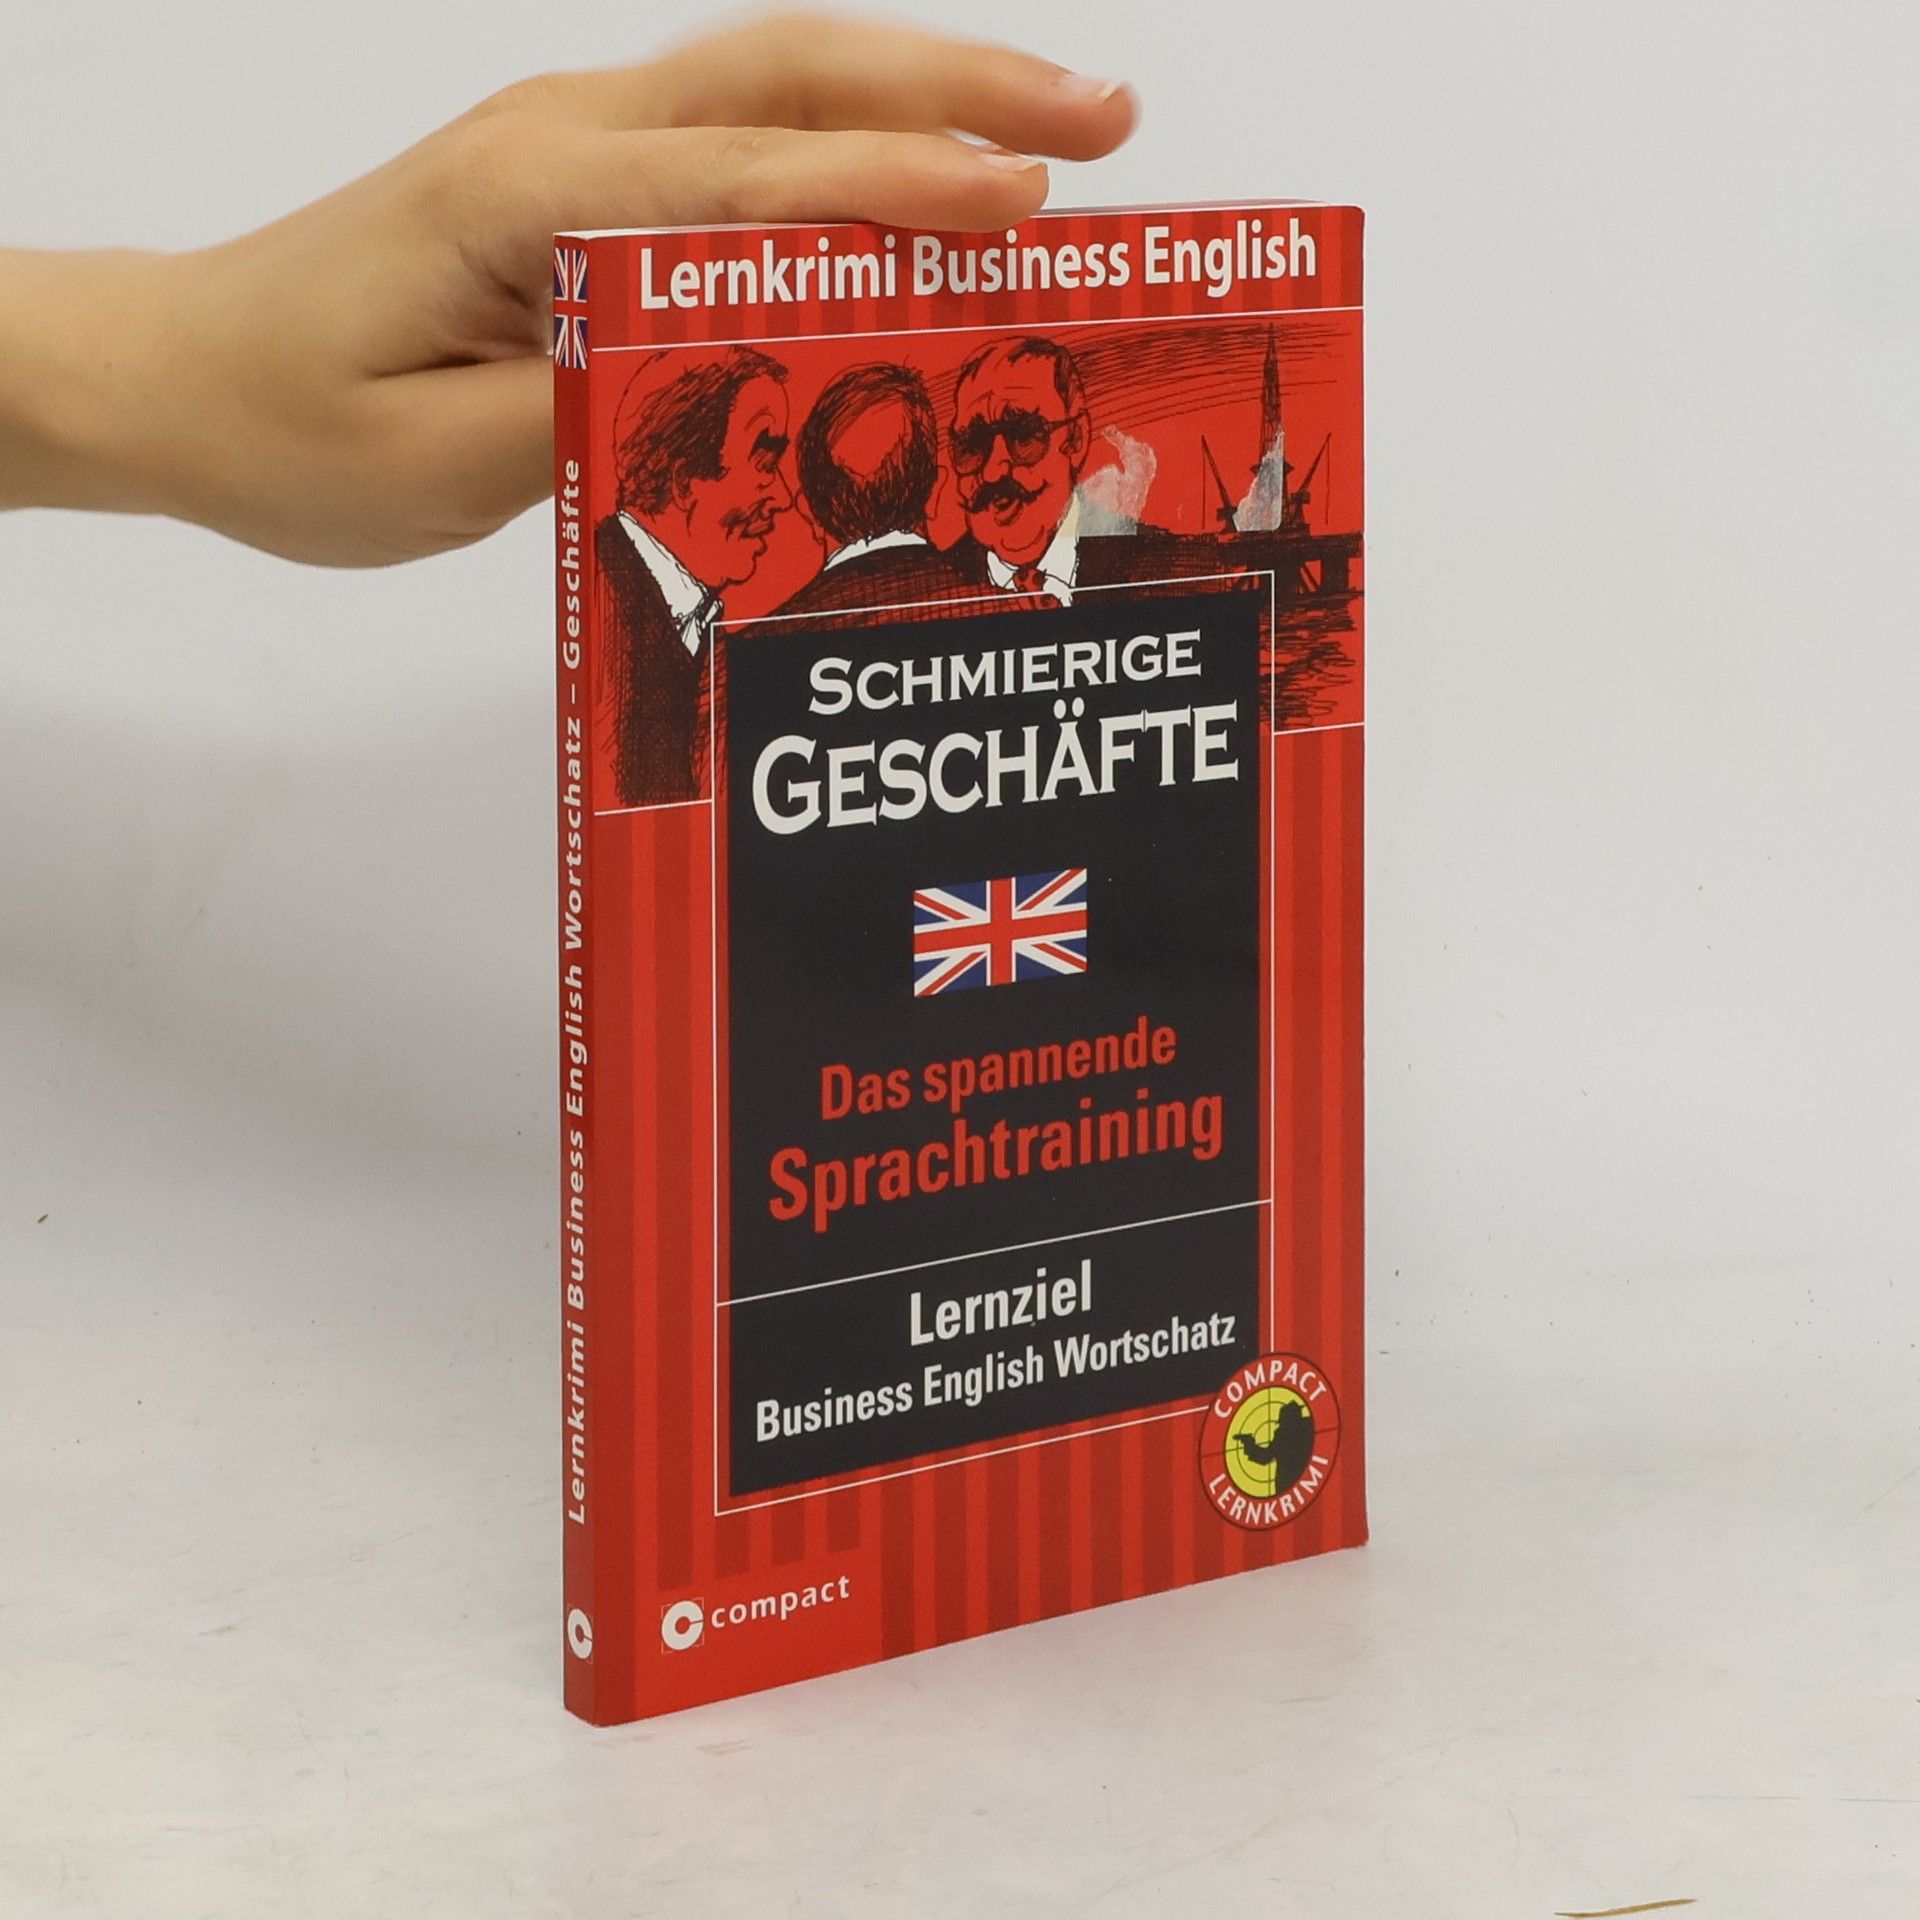 Lernkrimi Business English
SCHMIERIGE
GESCHÄFTE
Das spannende
Sprachtraining
Lernziel
Business English Wortschatz
COMPACT
LERNKRIMI
compact
Lernkrimi Business English Wortschatz – Geschäfte